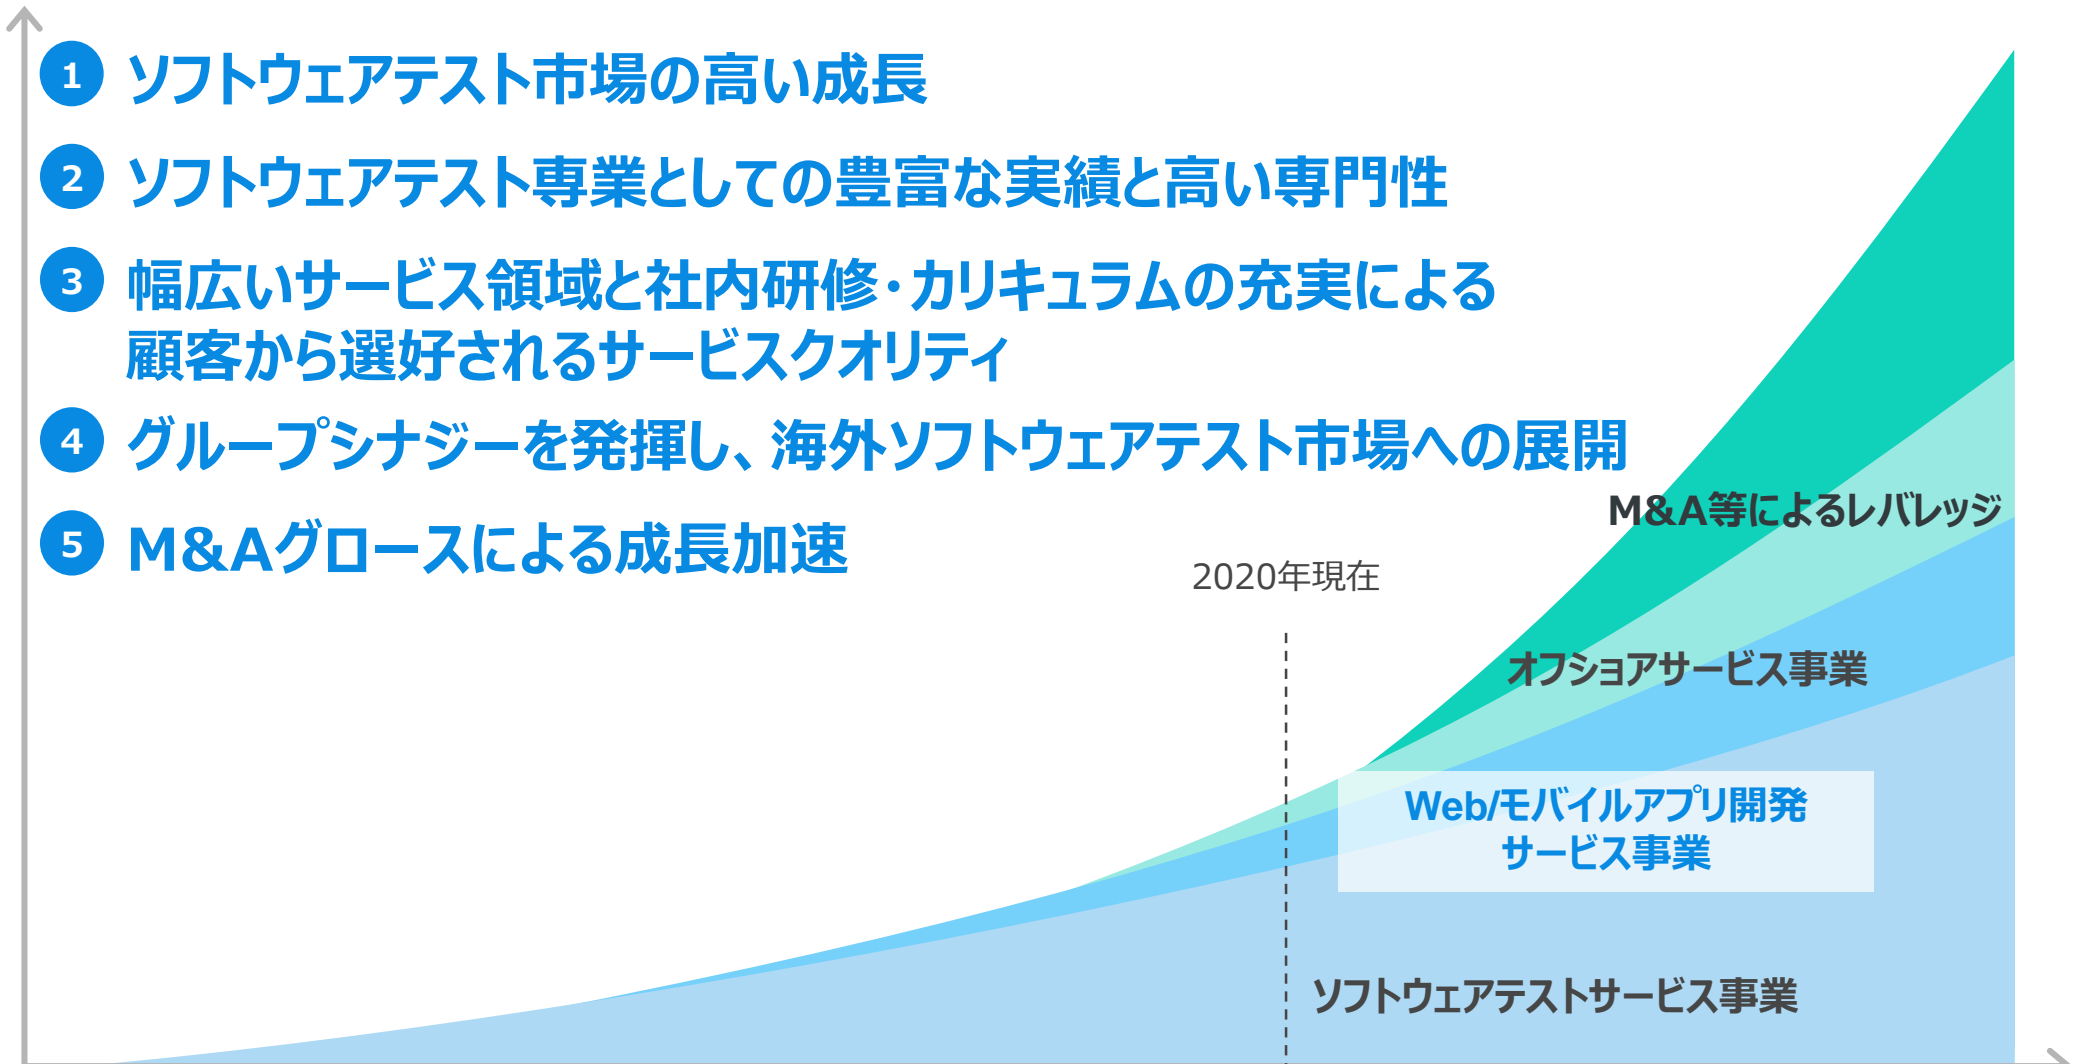 1 ソフトウェアテスト市場の高い成長
2 ソフトウェアテスト専業としての豊富な実績と高い専門性
3 幅広いサービス領域と社内研修・カリキュラムの充実による
顧客から選好されるサービスクオリティ
4 グループシナジーを発揮し、海外ソフトウェアテスト市場への展開
5 M&Aグロースによる成長加速
M&A等によるレバレッジ
2020年現在
オフショアサービス事業
Web/モバイルアプリ開発
サービス事業
ソフトウェアテストサービス事業